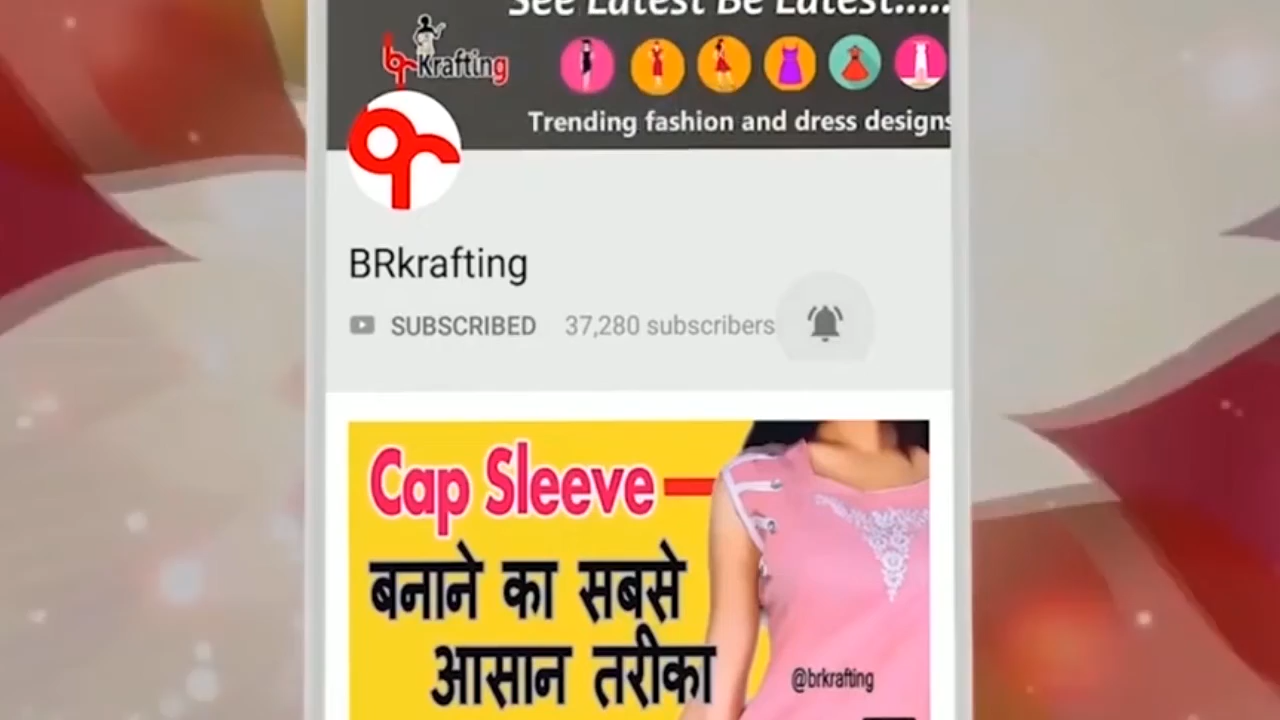 See Latest Be Latest.....
br Krafting
Trending fashion and dress designs
BRkrafting
SUBSCRIBED 37,280 subscribers
Cap Sleeve
बनाने का सबसे
आसान तरीका
@brkrafting